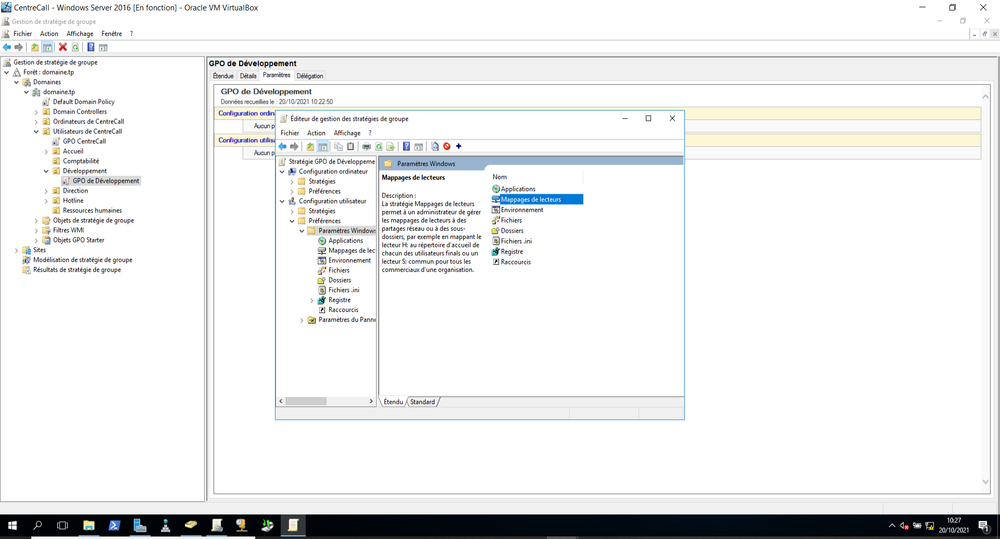 CentreCall - Windows Server 2016 [En fonction] - Oracle VM VirtualBox
Gestion de stratégie de groupe
Fichier Action Affichage Fenêtre ?
Gestion de stratégie de groupe
Forêt : domaine.tp
Domaines
domaine.tp
Default Domain Policy
Domain Controllers
Ordinateurs de CentreCall
Utilisateurs de CentreCall
GPO CentreCall
Accueil
Comptabilité
Développement
GPO de Développement
Direction
Hotline
Ressources humaines
Objets de stratégie de groupe
Filtres WMI
Objets GPO Starter
Sites
Modélisation de stratégie de groupe
Résultats de stratégie de groupe
GPO de Développement
Étendue Détails Paramètres Délégation
GPO de Développement
Données recueillies le : 20/10/2021 10:22:50
Configuration ordin
Aucun p
Configuration utilisa
Aucun p
Éditeur de gestion des stratégies de groupe
Fichier Action Affichage ?
Stratégie GPO de Développeme
Configuration ordinateur
Stratégies
Préférences
Configuration utilisateur
Stratégies
Préférences
Paramètres Windows
Applications
Mappages de lec
Environnement
Fichiers
Dossiers
Fichiers .ini
Registre
Raccourcis
Paramètres du Panne
Paramètres Windows
Mappages de lecteurs
Description :
La stratégie Mappages de lecteurs
permet à un administrateur de gérer
les mappages de lecteurs à des
partages réseau ou à des sous-
dossiers, par exemple en mappant le
lecteur H: au répertoire d'accueil de
chacun des utilisateurs finals ou un
lecteur S: commun pour tous les
commerciaux d'une organisation.
Nom
Applications
Mappages de lecteurs
Environnement
Fichiers
Dossiers
Fichiers .ini
Registre
Raccourcis
Étendu Standard
10:27
20/10/2021
1